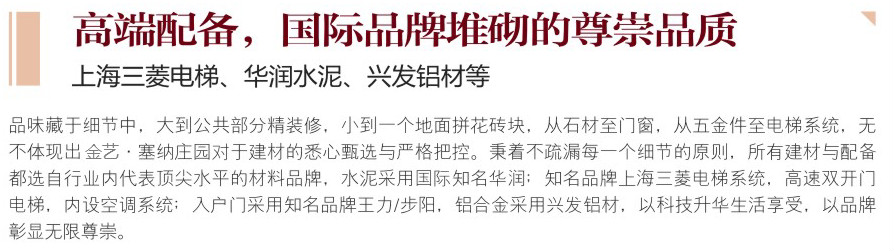 高端配备，国际品牌堆砌的尊崇品质
上海三菱电梯、华润水泥、兴发铝材等
品味藏于细节中，大到公共部分精装修，小到一个地面拼花砖块，从石材至门窗，从五金件至电梯系统，无
不体现出金艺·塞纳庄园对于建材的悉心甄选与严格把控。秉着不疏漏每一个细节的原则，所有建材与配备
都选自行业内代表顶尖水平的材料品牌，水泥采用国际知名华润；知名品牌上海三菱电梯系统，高速双开门
电梯，内设空调系统；入户门采用知名品牌王力/步阳，铝合金采用兴发铝材，以科技升华生活享受，以品牌
彰显无限尊崇。